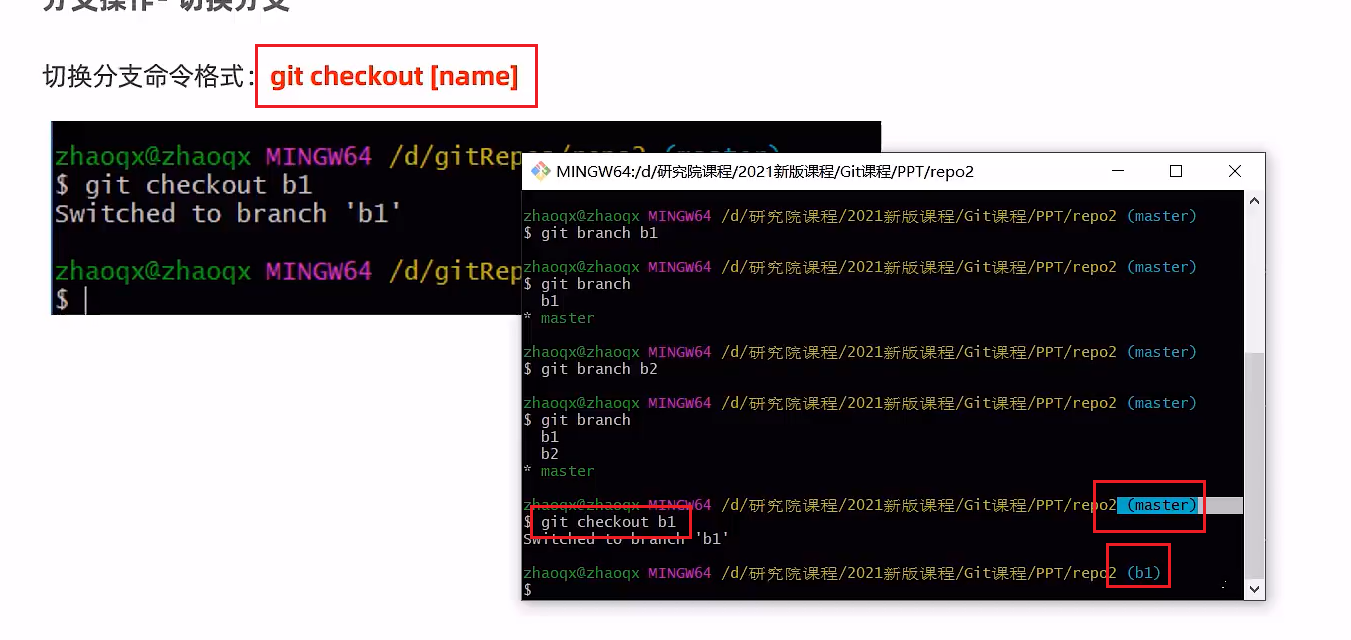 分支操作- 切换分支
切换分支命令格式：git checkout [name]
zhaoqx@zhaoqx MINGW64 /d/gitRepos/repo2 (master)
$ git checkout b1
Switched to branch 'b1'
zhaoqx@zhaoqx MINGW64 /d/gitRep
$
MINGW64:/d/研究院课程/2021新版课程/Git课程/PPT/repo2
zhaoqx@zhaoqx MINGW64 /d/研究院课程/2021新版课程/Git课程/PPT/repo2 (master)
$ git branch b1
zhaoqx@zhaoqx MINGW64 /d/研究院课程/2021新版课程/Git课程/PPT/repo2 (master)
$ git branch
b1
* master
zhaoqx@zhaoqx MINGW64 /d/研究院课程/2021新版课程/Git课程/PPT/repo2 (master)
$ git branch b2
zhaoqx@zhaoqx MINGW64 /d/研究院课程/2021新版课程/Git课程/PPT/repo2 (master)
$ git branch
b1
b2
* master
zhaoqx@zhaoqx MINGW64 /d/研究院课程/2021新版课程/Git课程/PPT/repo2 (master)
$ git checkout b1
Switched to branch 'b1'
zhaoqx@zhaoqx MINGW64 /d/研究院课程/2021新版课程/Git课程/PPT/repo2 (b1)
$